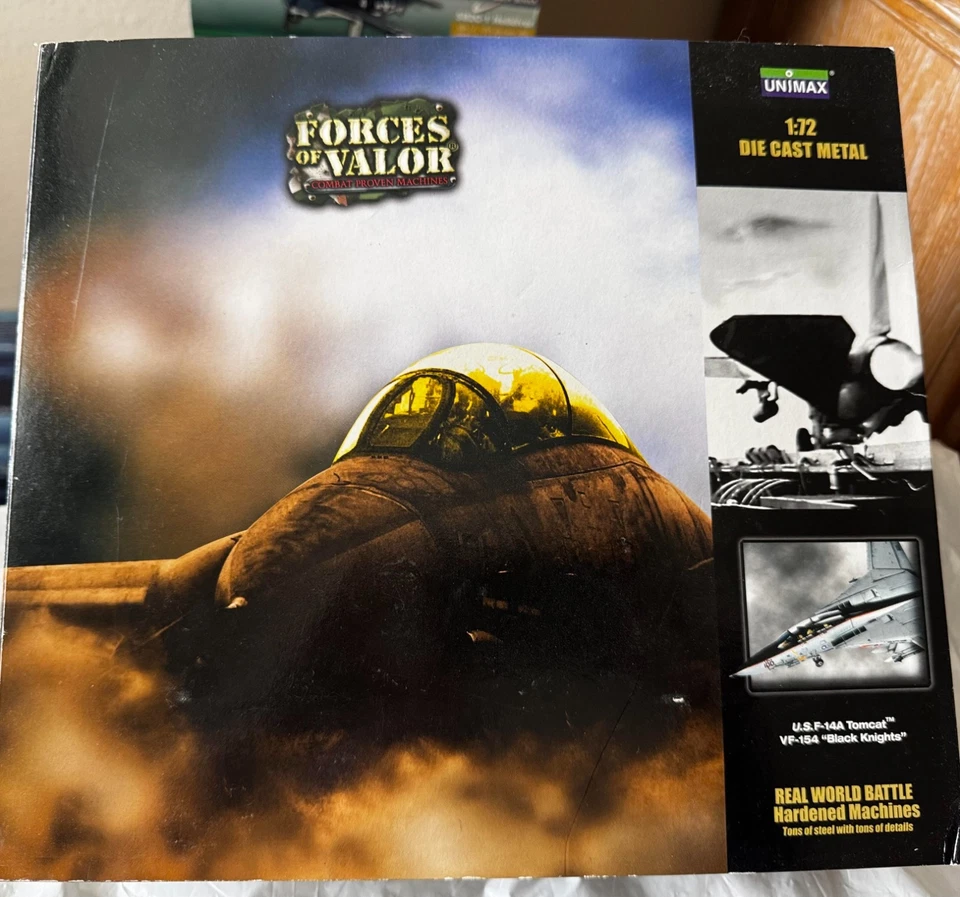 FORCES
OF VALOR®
COMBAT PROVEN MACHINES
UNIMAX®
1:72
DIE CAST METAL
U.S. F-14A Tomcat™
VF-154 "Black Knights"
REAL WORLD BATTLE
Hardened Machines
Tons of steel with tons of details